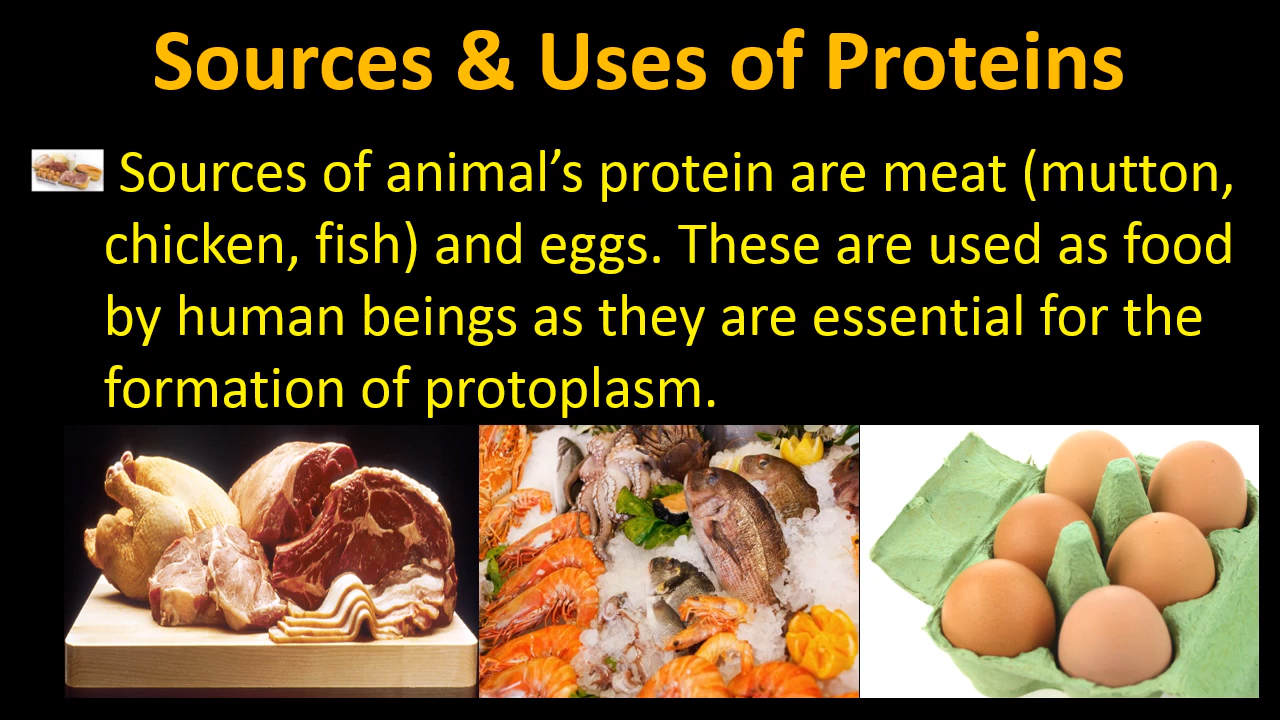 Sources & Uses of Proteins
Sources of animal’s protein are meat (mutton,
chicken, fish) and eggs. These are used as food
by human beings as they are essential for the
formation of protoplasm.